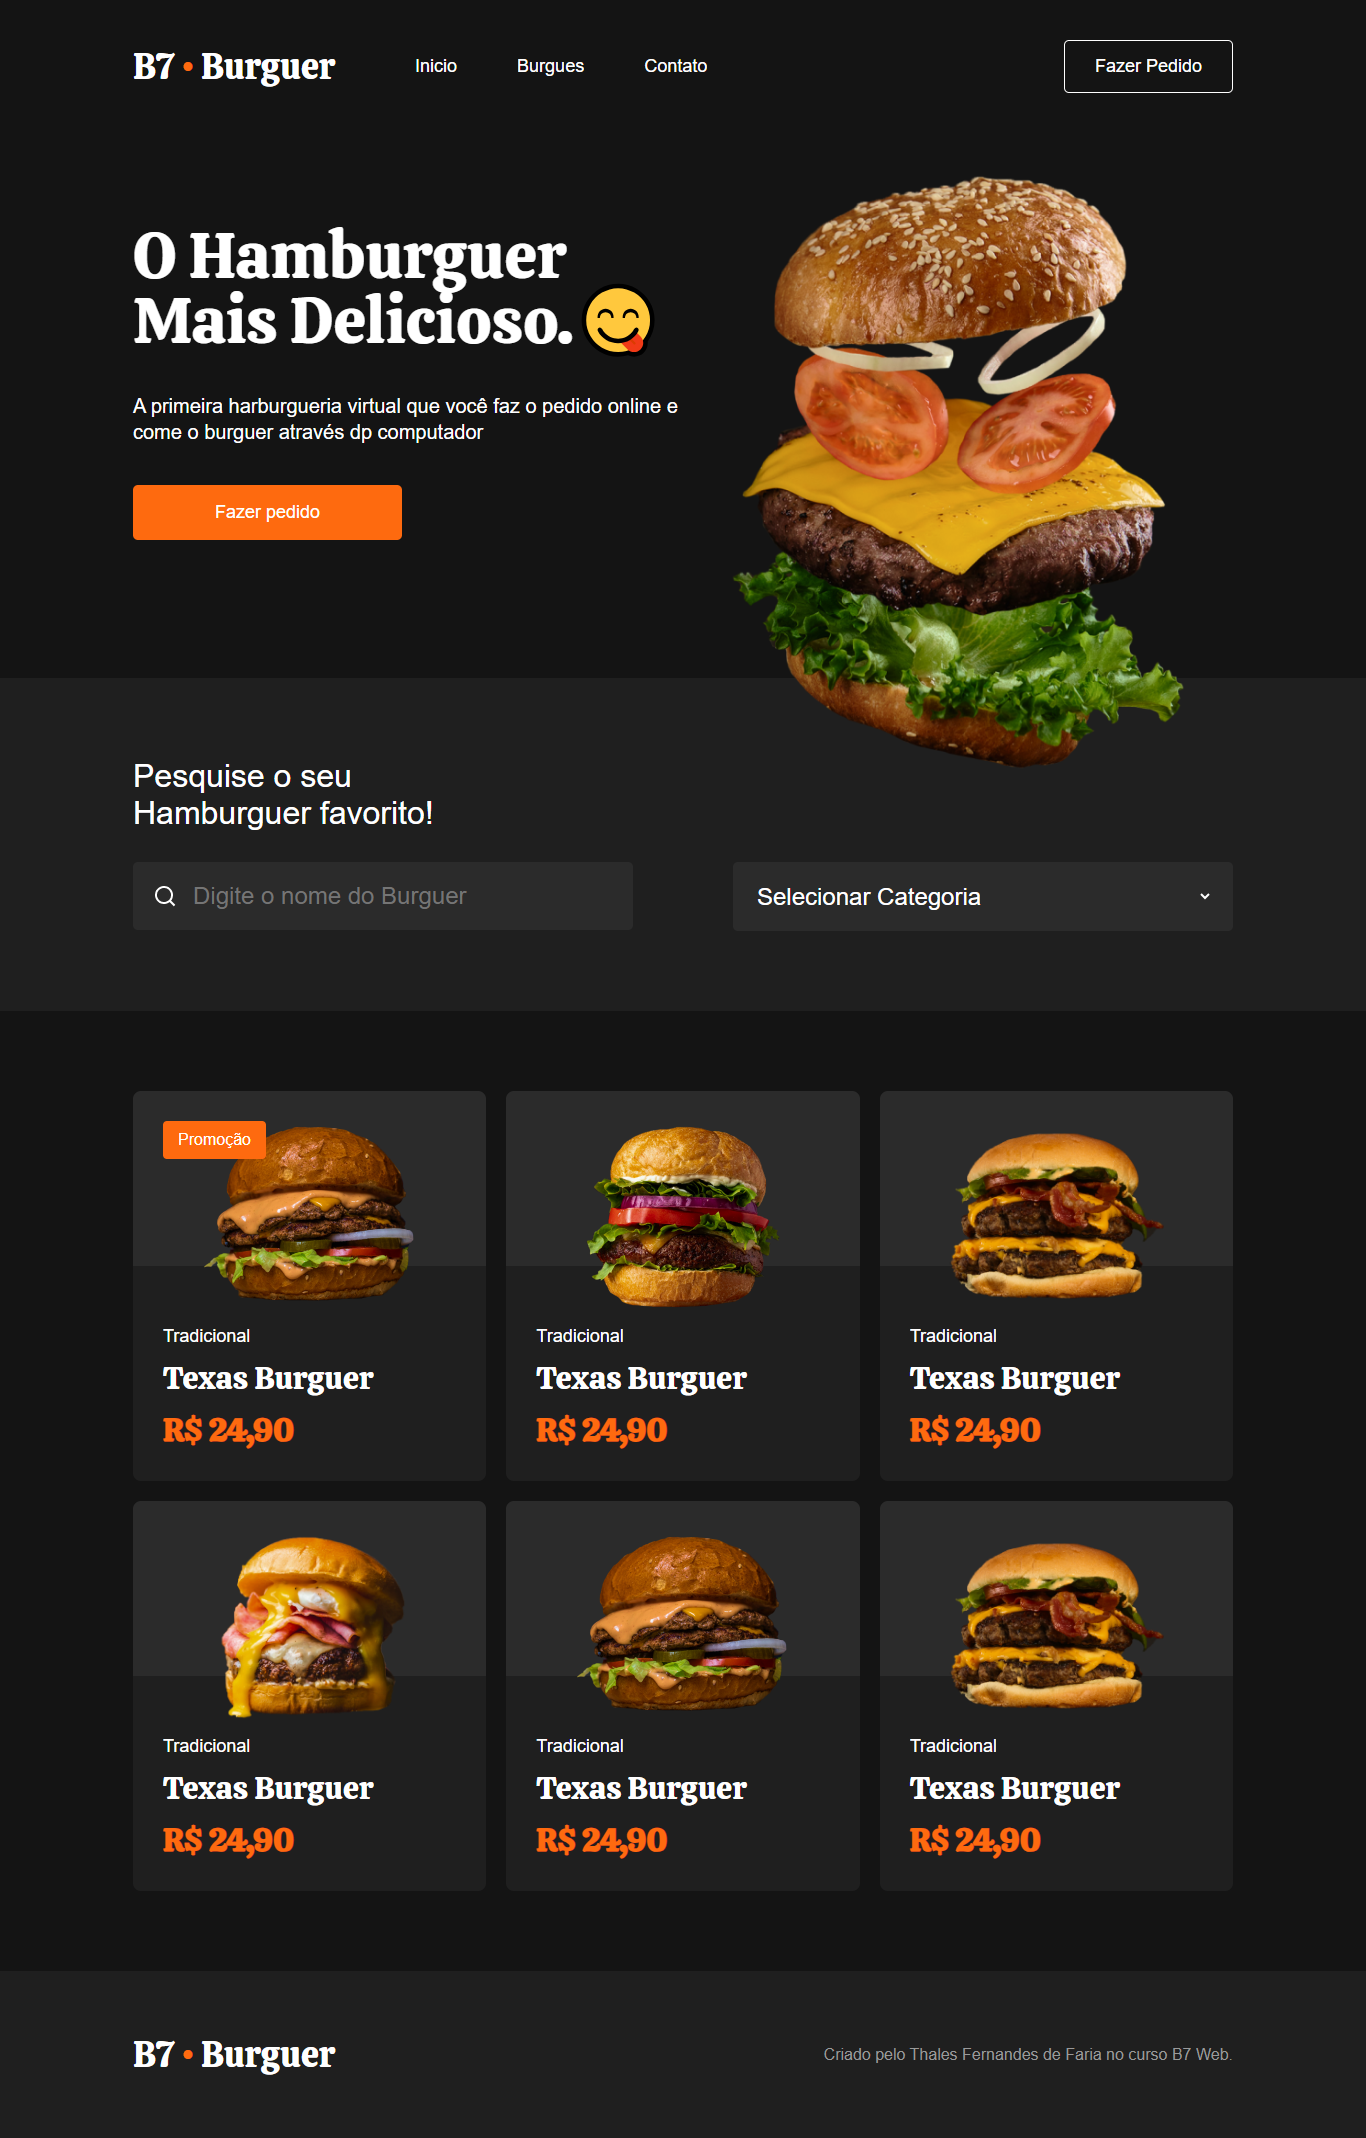 B7 • Burguer
Inicio
Burgues
Contato
Fazer Pedido
O Hamburguer
Mais Delicioso.
A primeira harburgueria virtual que você faz o pedido online e
come o burguer através dp computador
Fazer pedido
Pesquise o seu
Hamburguer favorito!
Digite o nome do Burguer
Selecionar Categoria
Promoção
Tradicional
Texas Burguer
R$ 24,90
Tradicional
Texas Burguer
R$ 24,90
Tradicional
Texas Burguer
R$ 24,90
Tradicional
Texas Burguer
R$ 24,90
Tradicional
Texas Burguer
R$ 24,90
Tradicional
Texas Burguer
R$ 24,90
B7 • Burguer
Criado pelo Thales Fernandes de Faria no curso B7 Web.